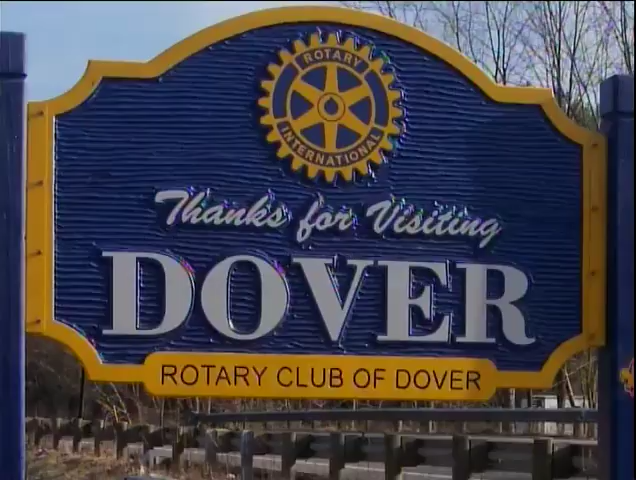 ROTARY
INTERNATIONAL
Thanks for Visiting
DOVER
ROTARY CLUB OF DOVER